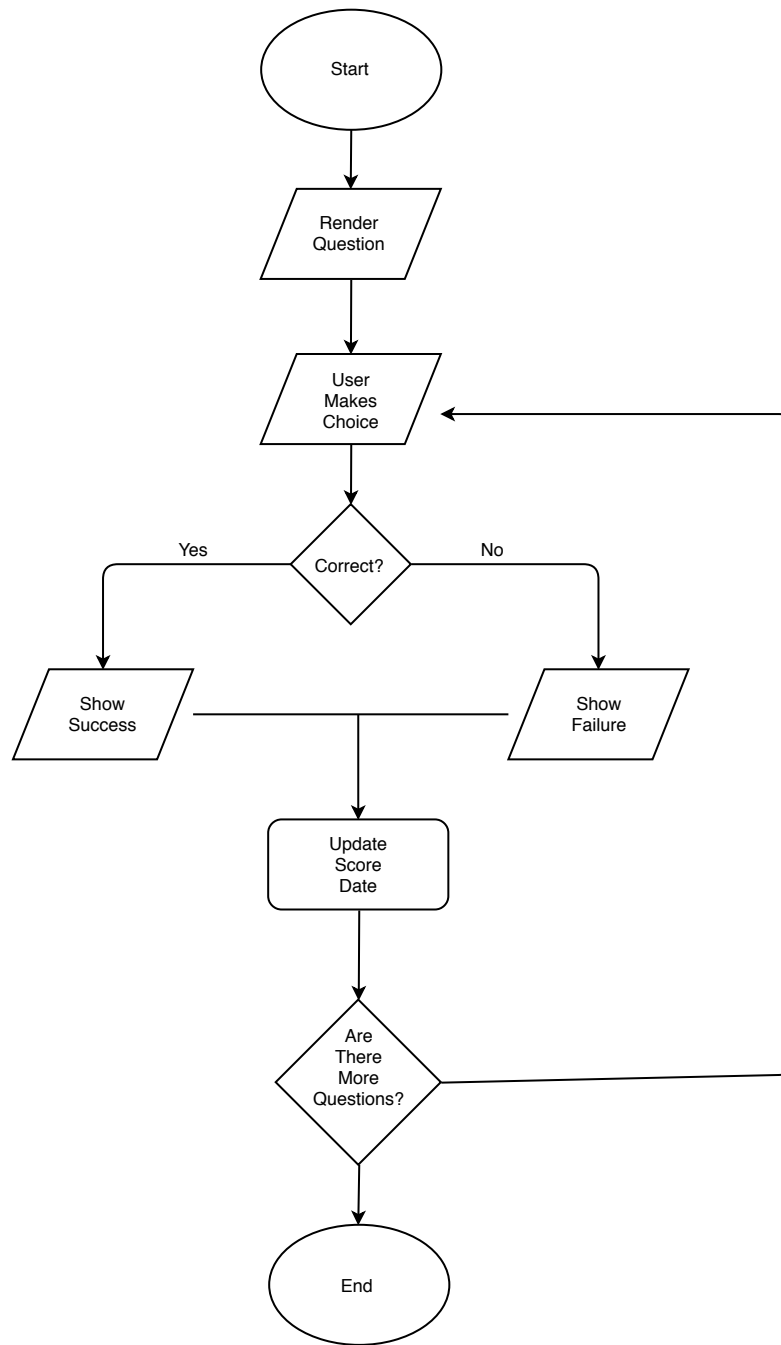 Start
Render
Question
User
Makes
Choice
Yes
No
Correct?
Show
Success
Show
Failure
Update
Score
Date
Are
There
More
Questions?
End